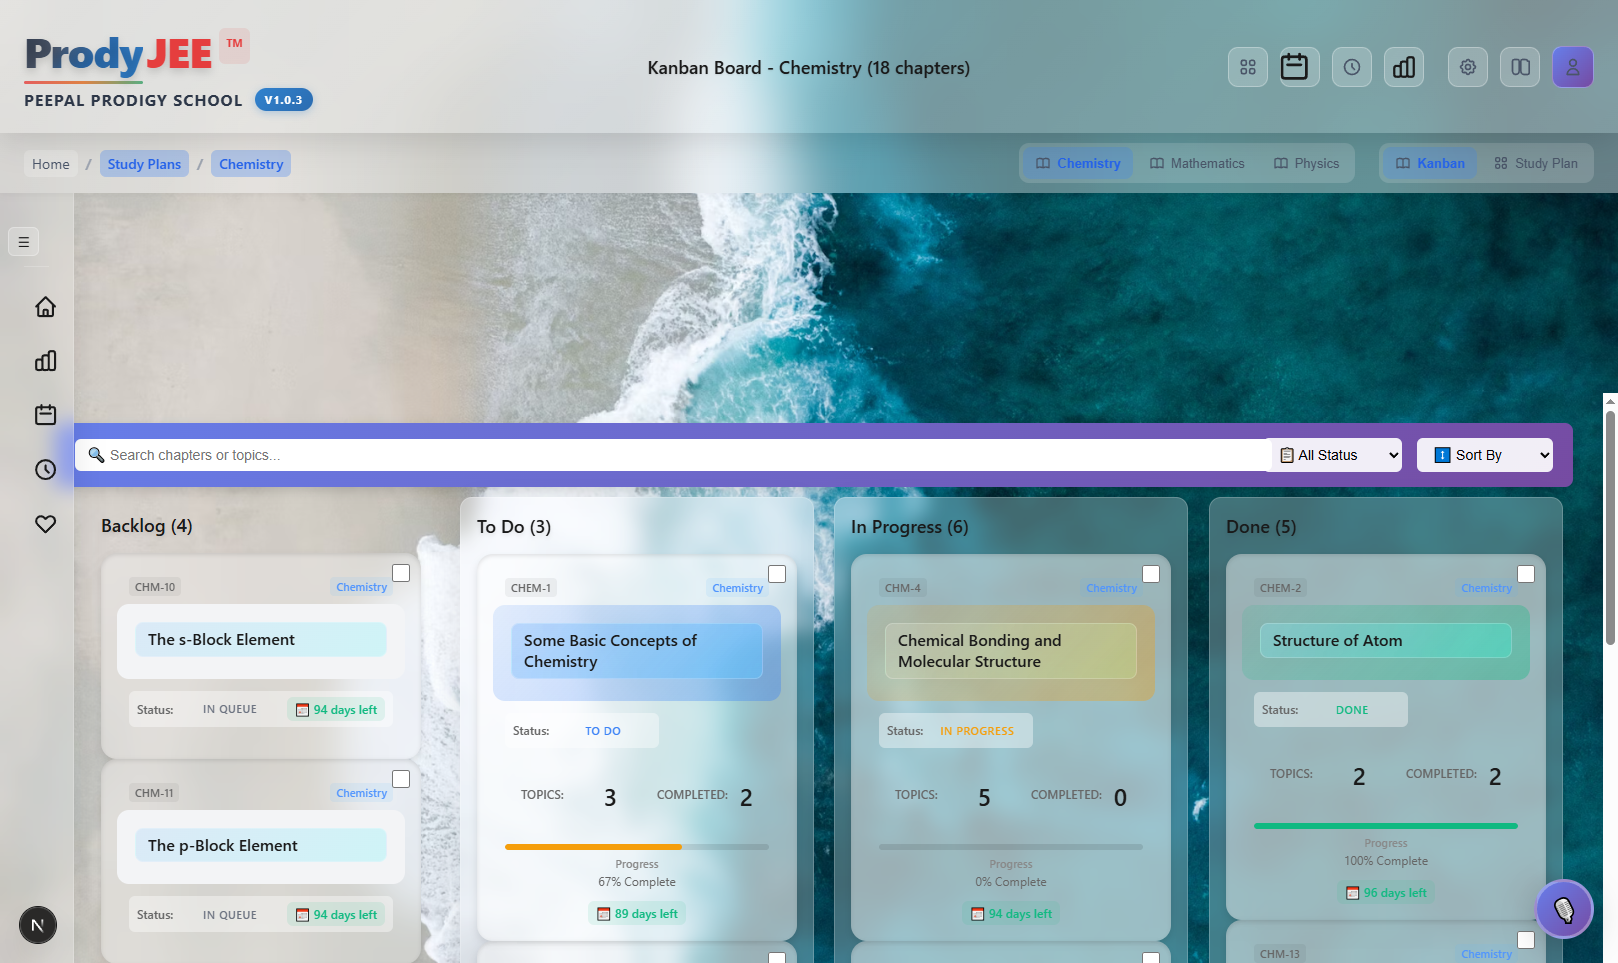 ProdyJEE TM
PEEPAL PRODIGY SCHOOL V1.0.3
Kanban Board - Chemistry (18 chapters)
Home / Study Plans / Chemistry
Chemistry Mathematics Physics
Kanban Study Plan
Search chapters or topics...
All Status
Sort By
Backlog (4)
CHM-10 Chemistry
The s-Block Element
Status: IN QUEUE 94 days left
CHM-11 Chemistry
The p-Block Element
Status: IN QUEUE 94 days left
To Do (3)
CHEM-1 Chemistry
Some Basic Concepts of
Chemistry
Status: TO DO
TOPICS: 3 COMPLETED: 2
Progress
67% Complete
89 days left
In Progress (6)
CHM-4 Chemistry
Chemical Bonding and
Molecular Structure
Status: IN PROGRESS
TOPICS: 5 COMPLETED: 0
Progress
0% Complete
94 days left
Done (5)
CHEM-2 Chemistry
Structure of Atom
Status: DONE
TOPICS: 2 COMPLETED: 2
Progress
100% Complete
96 days left
CHM-13 Chemistry
N